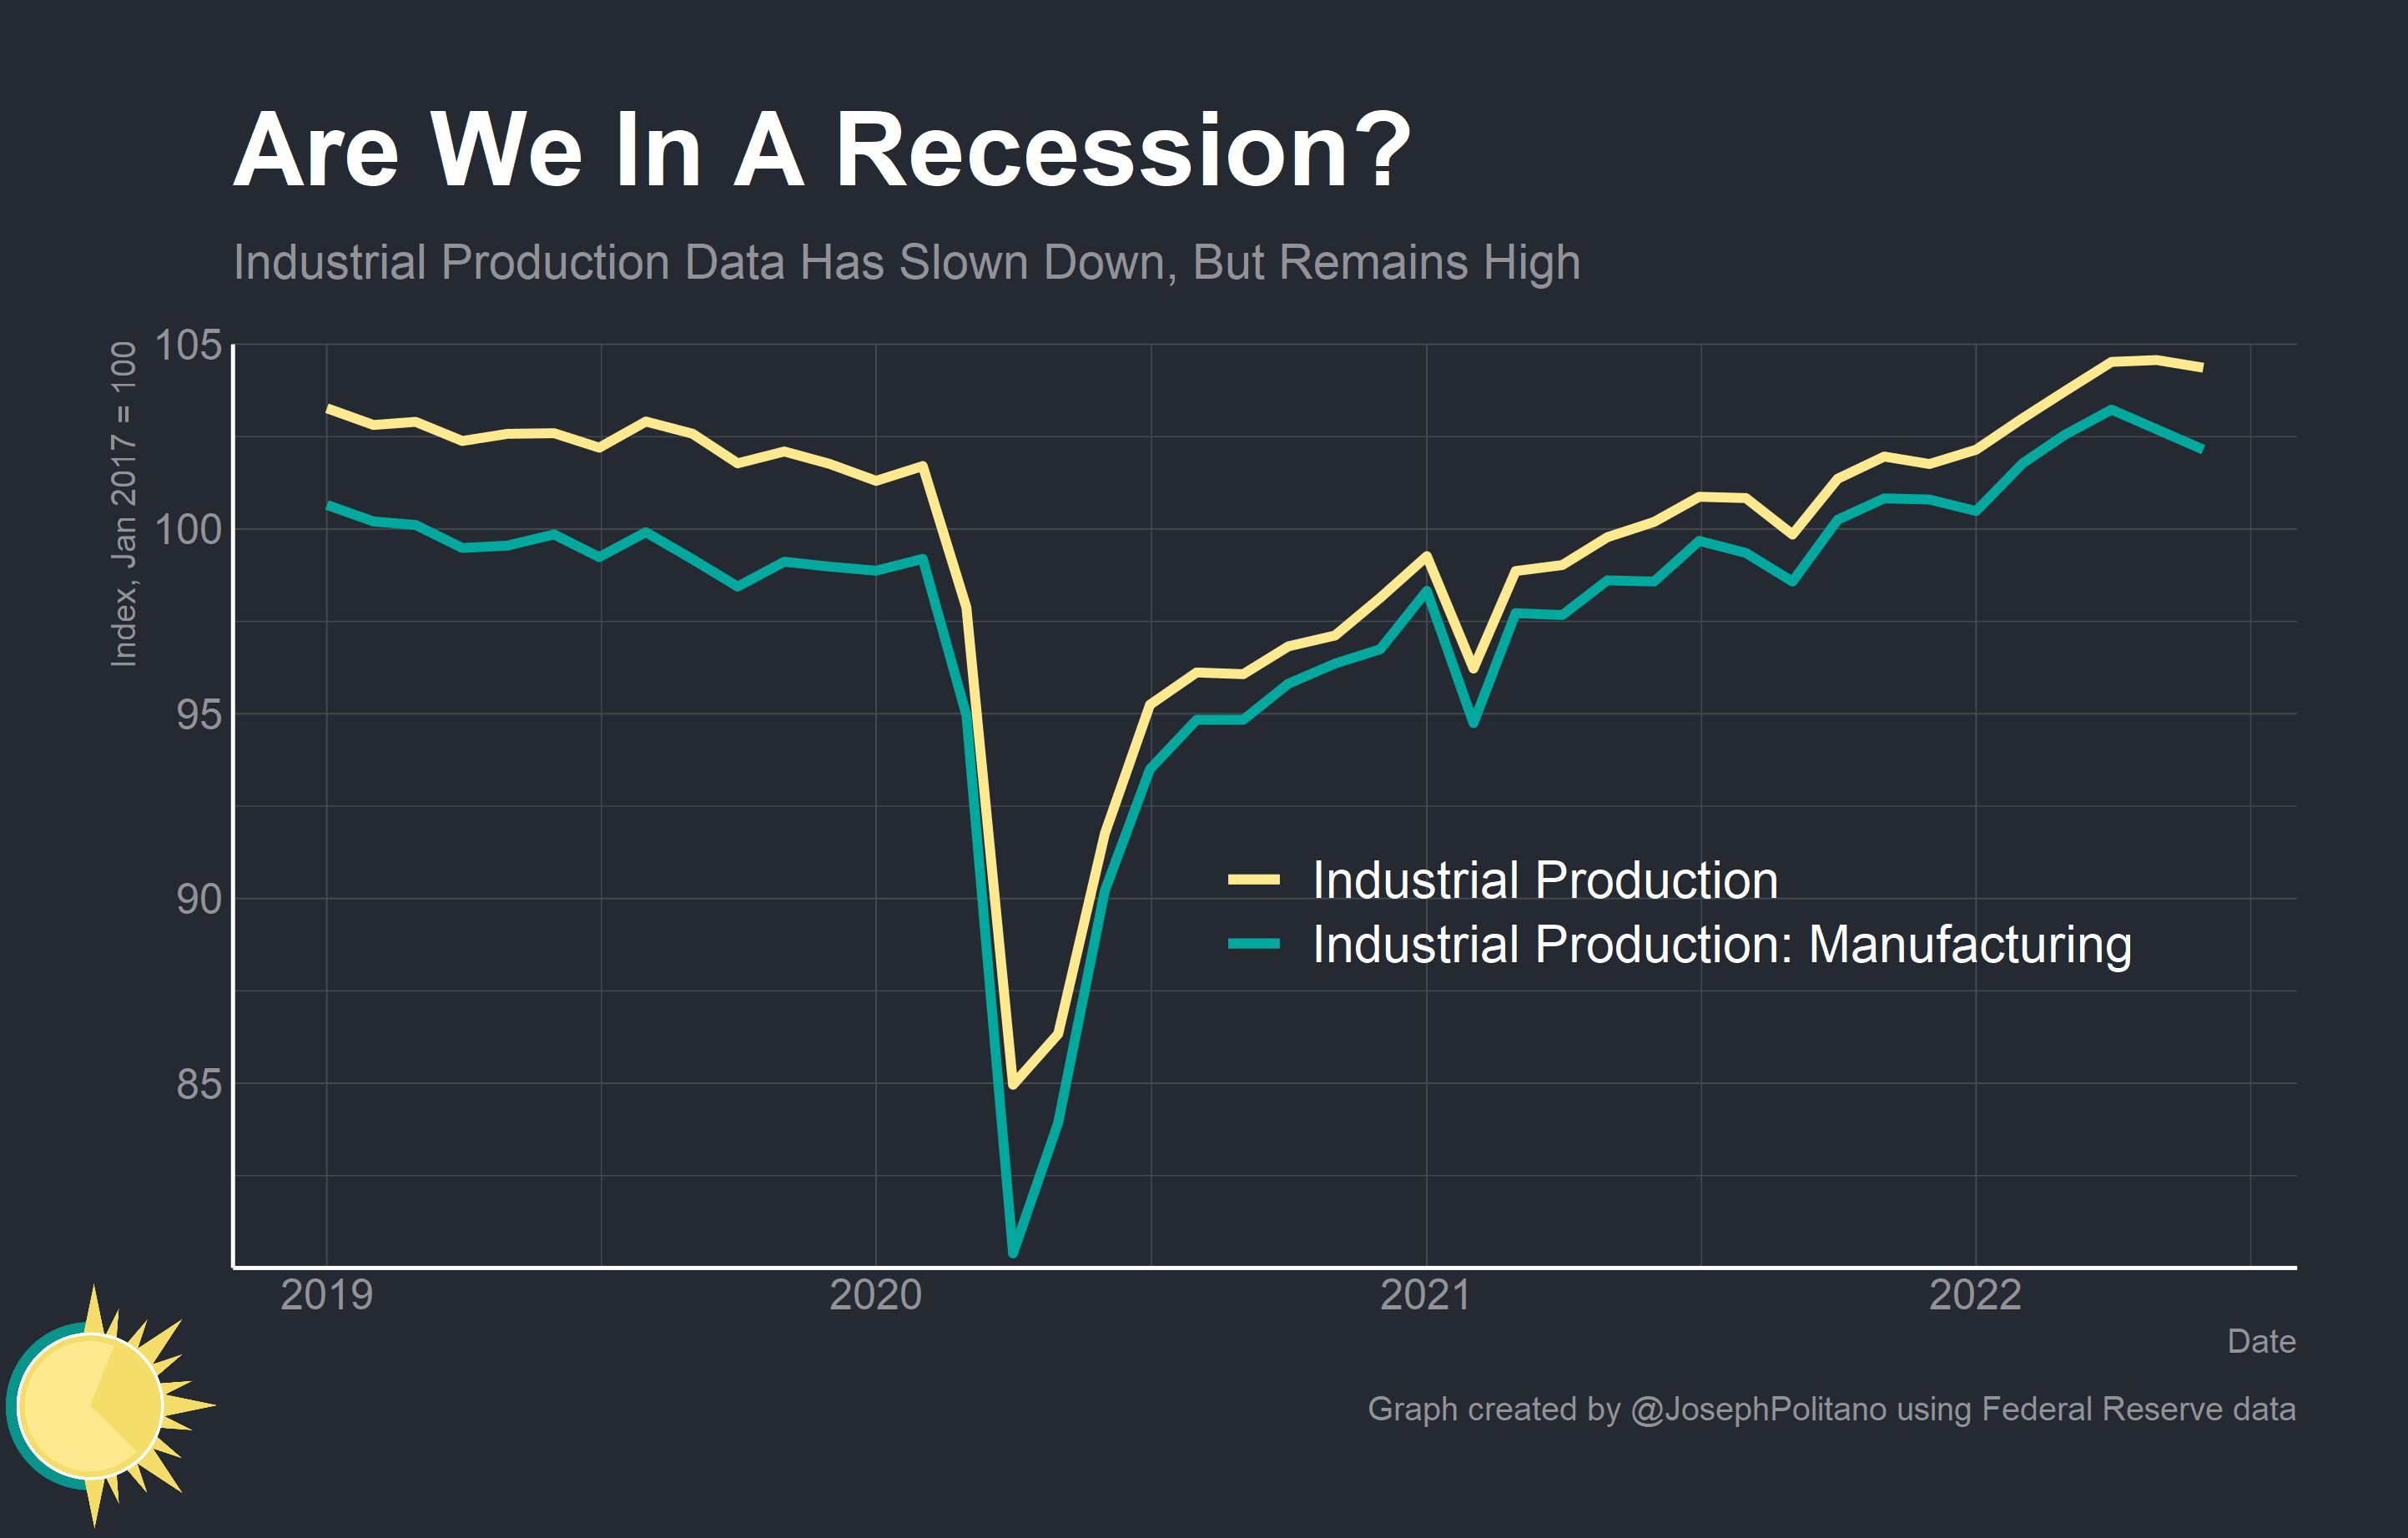 Are We In A Recession?
Industrial Production Data Has Slown Down, But Remains High
Index, Jan 2017 = 100
105
100
95
90
85
Industrial Production
Industrial Production: Manufacturing
2019
2020
2021
2022
Date
Graph created by @JosephPolitano using Federal Reserve data